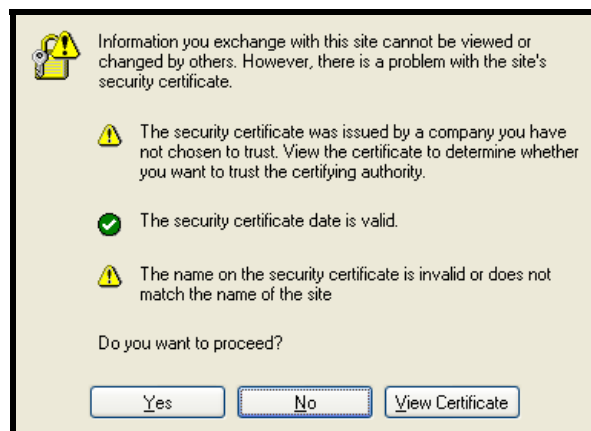 Information you exchange with this site cannot be viewed or
changed by others. However, there is a problem with the site's
security certificate.
The security certificate was issued by a company you have
not chosen to trust. View the certificate to determine whether
you want to trust the certifying authority.
The security certificate date is valid.
The name on the security certificate is invalid or does not
match the name of the site
Do you want to proceed?
Yes
No
View Certificate